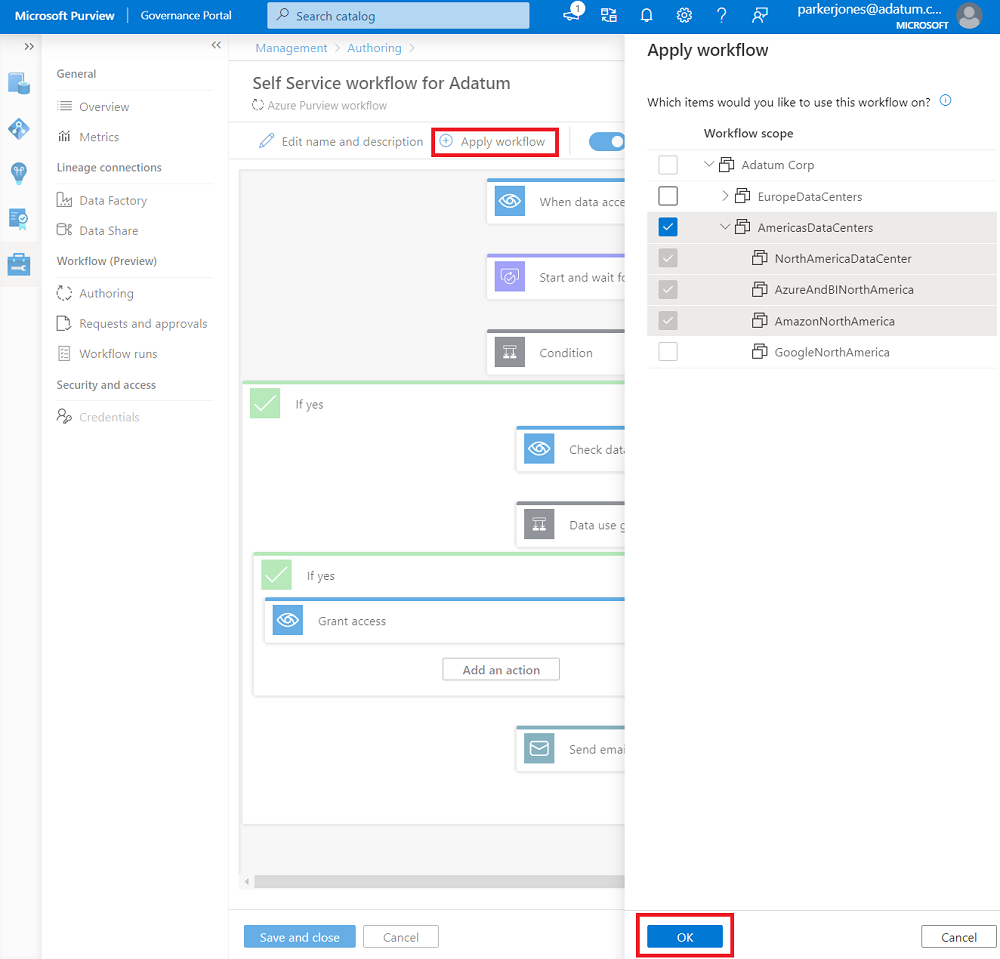 Microsoft Purview
Governance Portal
Search catalog
1
parkerjones@adatum.c...
MICROSOFT
General
Overview
Metrics
Lineage connections
Data Factory
Data Share
Workflow (Preview)
Authoring
Requests and approvals
Workflow runs
Security and access
Credentials
Management > Authoring >
Self Service workflow for Adatum
Azure Purview workflow
Edit name and description
Apply workflow
When data acce
Start and wait fo
Condition
If yes
Check data
Data use g
If yes
Grant access
Add an action
Send emai
Save and close
Cancel
Apply workflow
Which items would you like to use this workflow on?
Workflow scope
Adatum Corp
EuropeDataCenters
AmericasDataCenters
NorthAmericaDataCenter
AzureAndBINorthAmerica
AmazonNorthAmerica
GoogleNorthAmerica
OK
Cancel